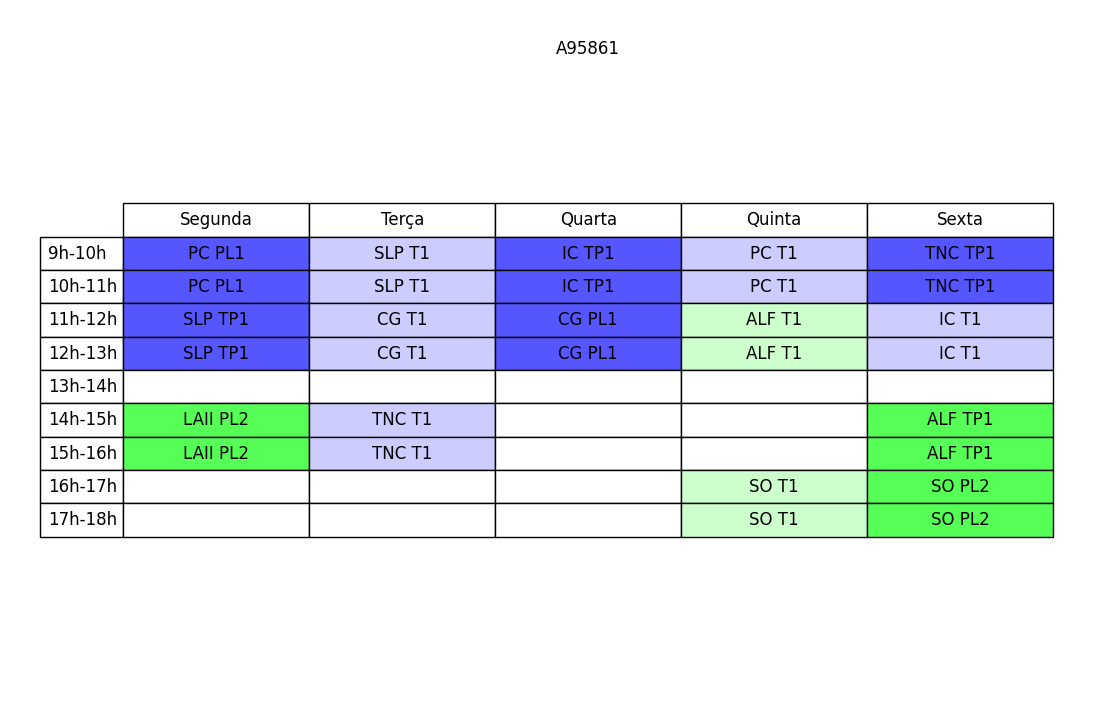 A95861
Segunda Terça Quarta Quinta Sexta
9h-10h PC PL1 SLP T1 IC TP1 PC T1 TNC TP1
10h-11h PC PL1 SLP T1 IC TP1 PC T1 TNC TP1
11h-12h SLP TP1 CG T1 CG PL1 ALF T1 IC T1
12h-13h SLP TP1 CG T1 CG PL1 ALF T1 IC T1
13h-14h
14h-15h LAII PL2 TNC T1 ALF TP1
15h-16h LAII PL2 TNC T1 ALF TP1
16h-17h SO T1 SO PL2
17h-18h SO T1 SO PL2